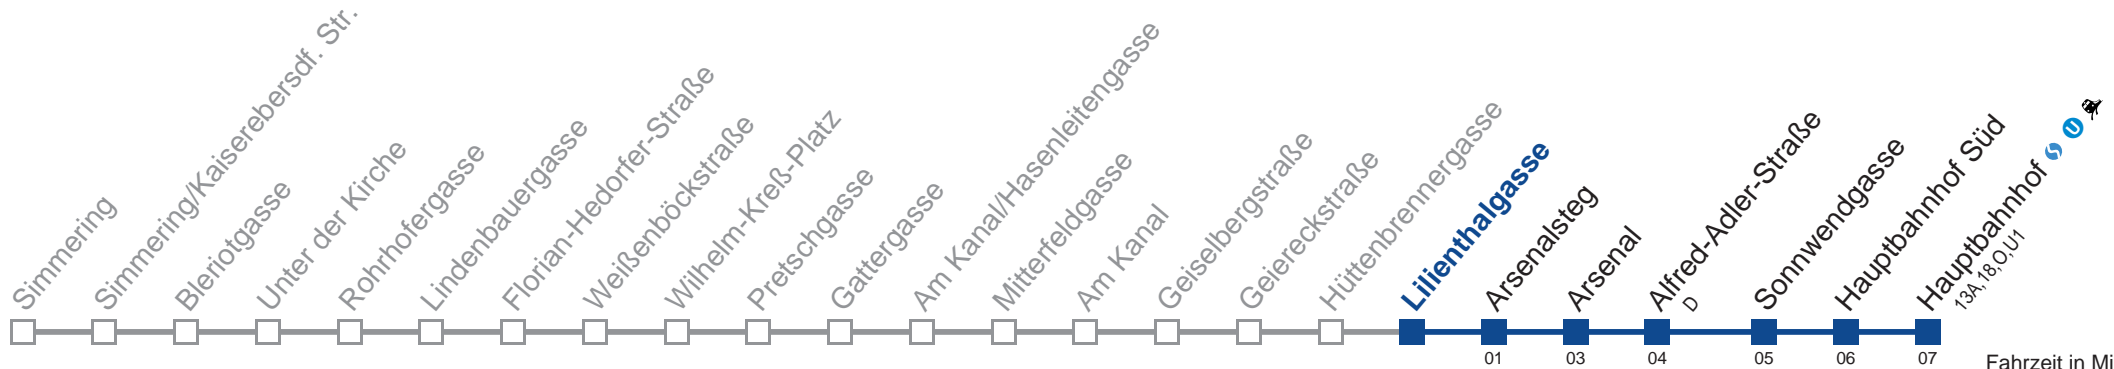 Simmering
Simmering/Kaiserebersdf. Str.
Bleriotgasse
Unter der Kirche
Rohrhofergasse
Lindenbauergasse
Florian-Hedorfer-Straße
Weißenböckstraße
Wilhelm-Kreß-Platz
Pretschgasse
Gattergasse
Am Kanal/Hasenleitengasse
Mitterfeldgasse
Am Kanal
Geiselbergstraße
Geiereckstraße
Hüttenbrennergasse
Lilienthalgasse
Arsenalsteg
Arsenal
Alfred-Adler-Straße
D
Sonnwendgasse
Hauptbahnhof Süd
Hauptbahnhof S U
13A,18,O,U1
01 03 04 05 06 07
Fahrzeit in Mi